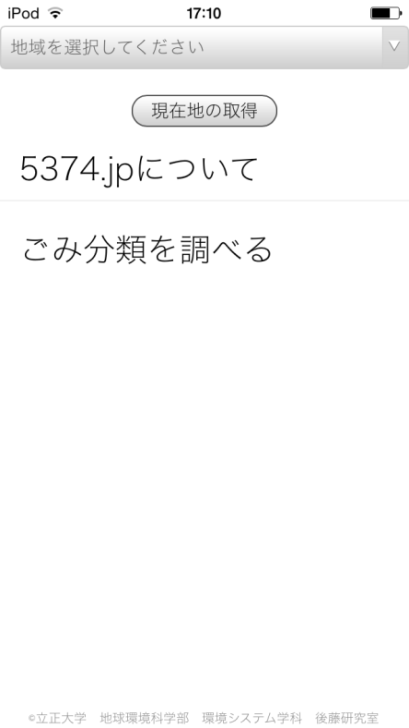 iPod 17:10
地域を選択してください
現在地の取得
5374.jpについて
ごみ分類を調べる
©立正大学　地球環境科学部　環境システム学科　後藤研究室